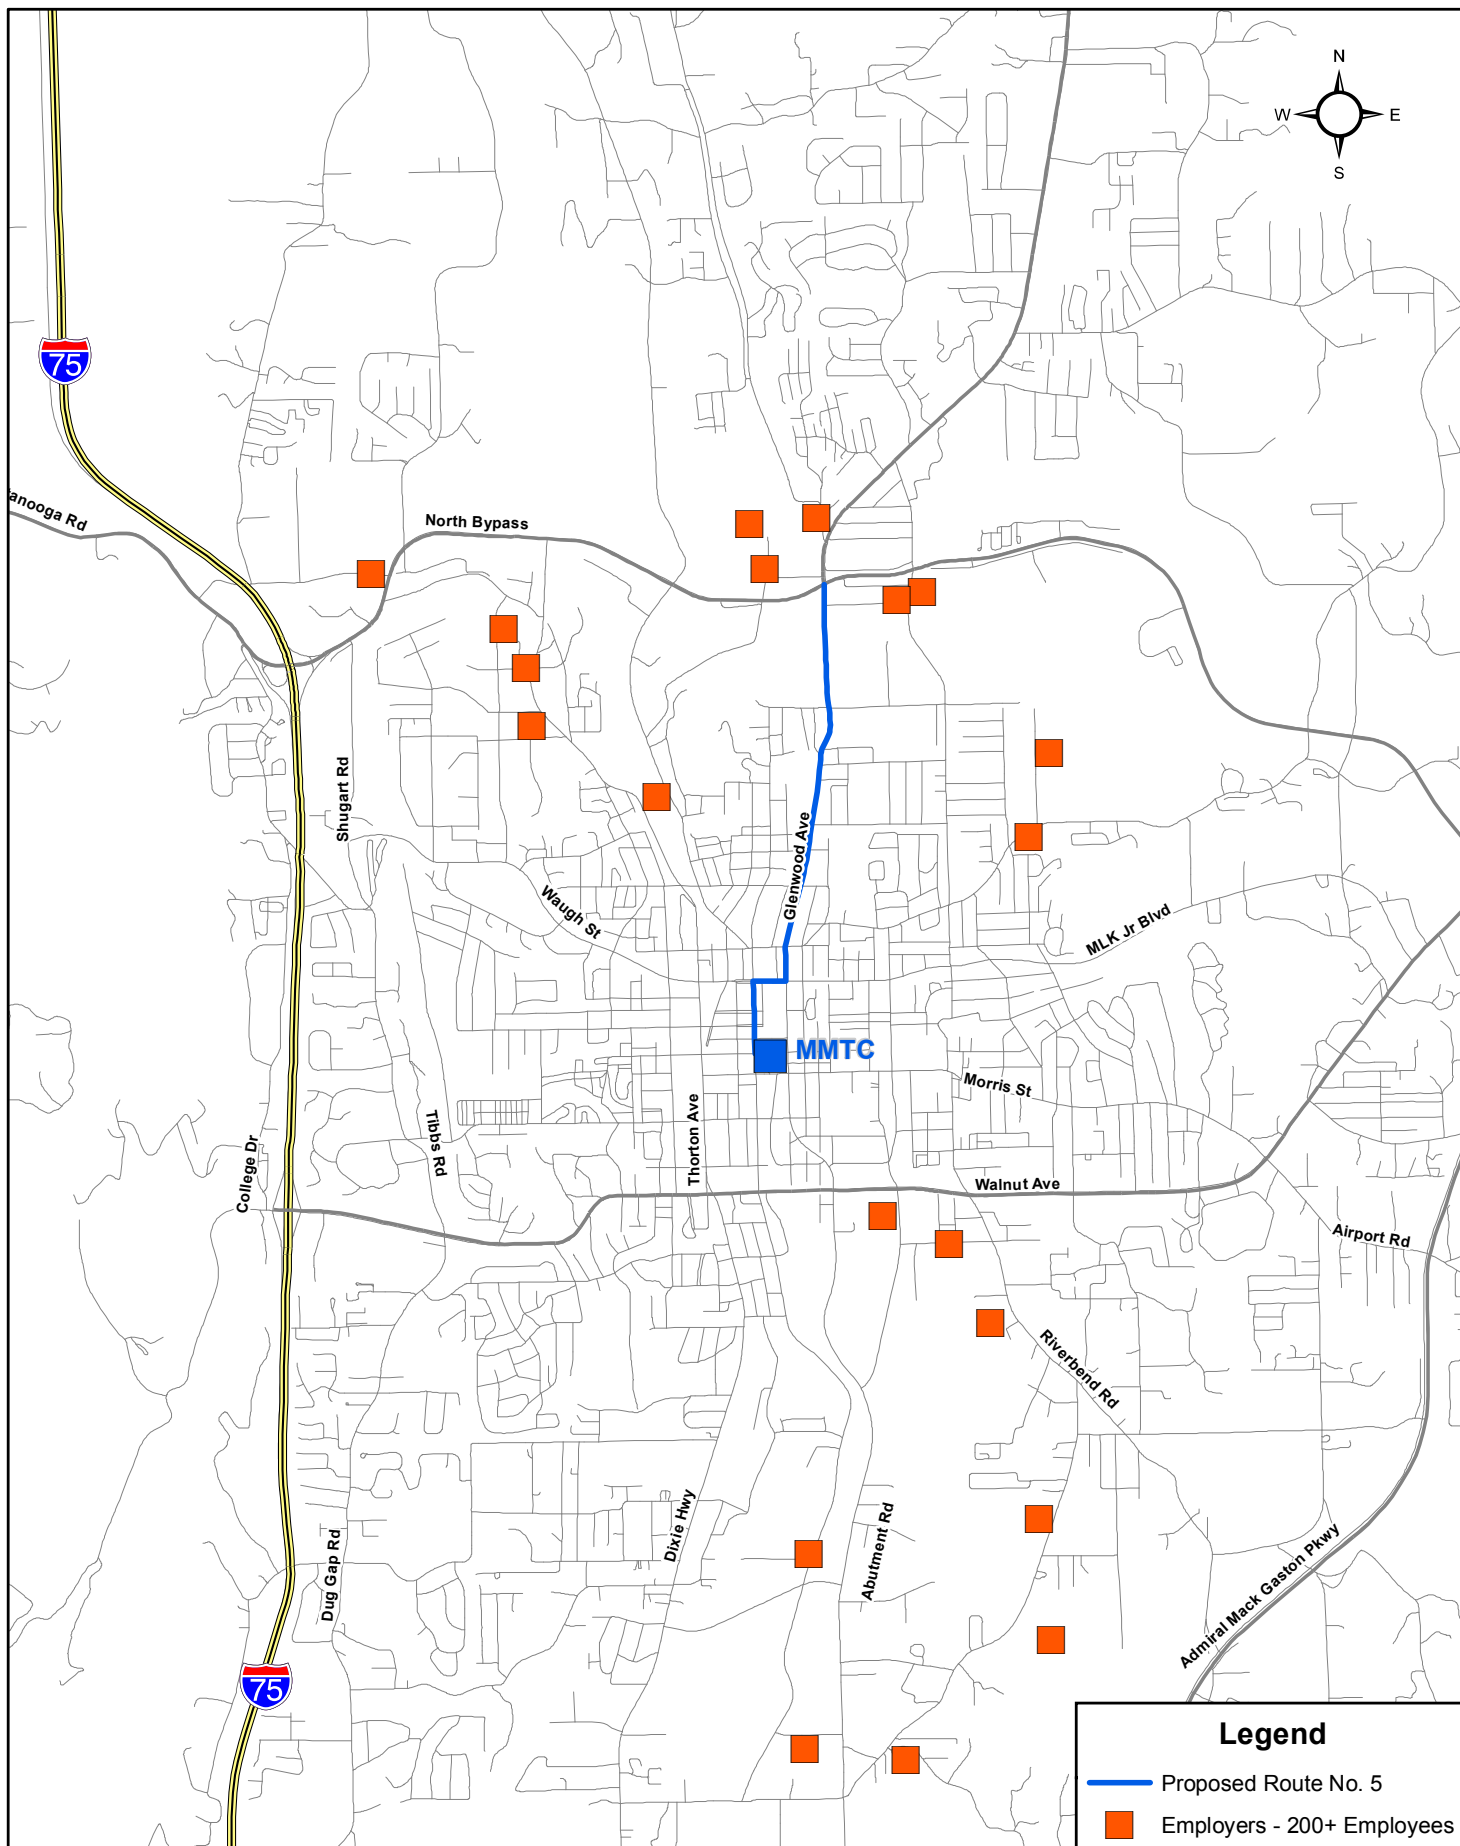 N
W E
S
75
anooga Rd
North Bypass
Shugart Rd
Glenwood Ave
Waugh St
MLK Jr Blvd
MMTC
Morris St
Thorton Ave
Tibbs Rd
College Dr
Walnut Ave
Airport Rd
Riverbend Rd
Dixie Hwy
Abutment Rd
Dug Gap Rd
Admiral Mack Gaston Pkwy
75
Legend
Proposed Route No. 5
Employers - 200+ Employees